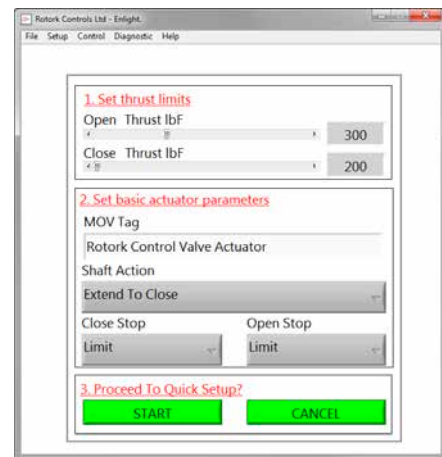 Rotork Controls Ltd - Enlight.
File Setup Control Diagnostic Help
1. Set thrust limits
Open Thrust lbF
300
Close Thrust lbF
200
2. Set basic actuator parameters
MOV Tag
Rotork Control Valve Actuator
Shaft Action
Extend To Close
Close Stop Open Stop
Limit Limit
3. Proceed To Quick Setup?
START CANCEL